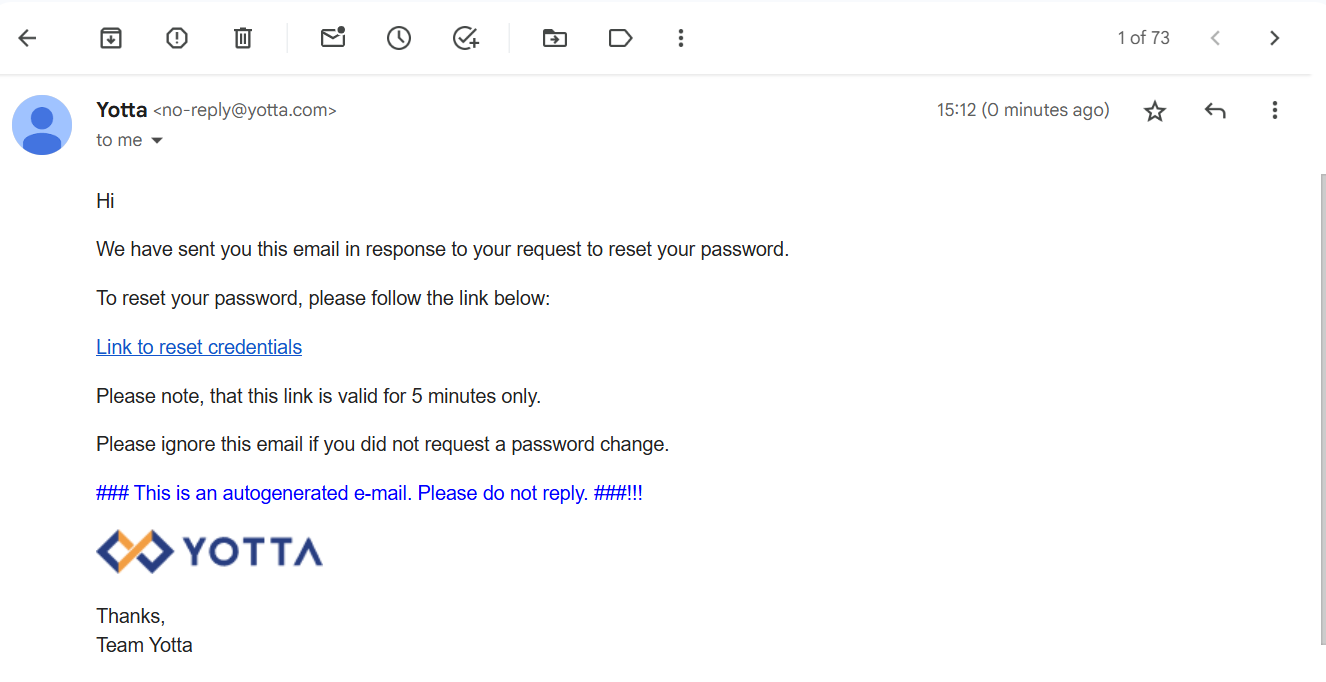 1 of 73
Yotta <no-reply@yotta.com>
15:12 (0 minutes ago)
to me
Hi
We have sent you this email in response to your request to reset your password.
To reset your password, please follow the link below:
Link to reset credentials
Please note, that this link is valid for 5 minutes only.
Please ignore this email if you did not request a password change.
### This is an autogenerated e-mail. Please do not reply. ###!!!
YOTTA
Thanks,
Team Yotta